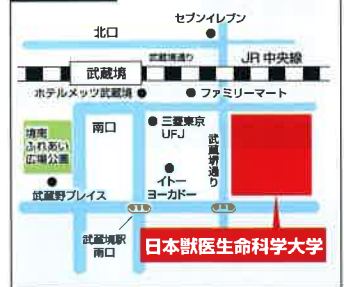 セブンイレブン
北口
武蔵境通り
JR中央線
武蔵境
ホテルメッツ武蔵境
ファミリーマート
南口
三菱東京
UFJ
境南
ふれあい
広場公園
武蔵境通り
イトー
ヨーカドー
武蔵野プレイス
武蔵境駅
南口
日本獣医生命科学大学